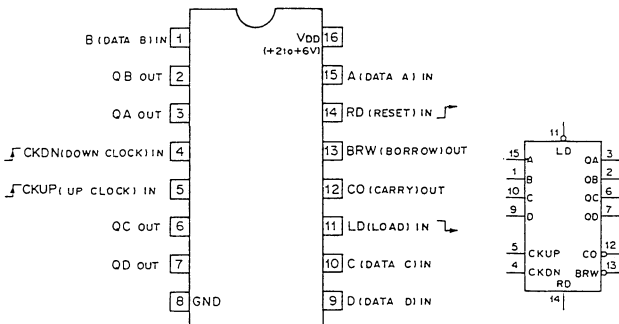 B (DATA B) IN 1
QB OUT 2
QA OUT 3
CKDN (DOWN CLOCK) IN 4
CKUP ( UP CLOCK ) IN 5
QC OUT 6
QD OUT 7
8 GND
VDD 16
(+2 to +6V)
15 A (DATA A) IN
14 RD (RESET) IN
13 BRW (BORROW) OUT
12 CO (CARRY) OUT
11 LD (LOAD) IN
10 C (DATA C) IN
9 D (DATA D) IN
11
LD
15 A QA 3
1 B QB 2
10 C QC 6
9 D QD 7
5 CKUP CO 12
4 CKDN BRW 13
RD
14